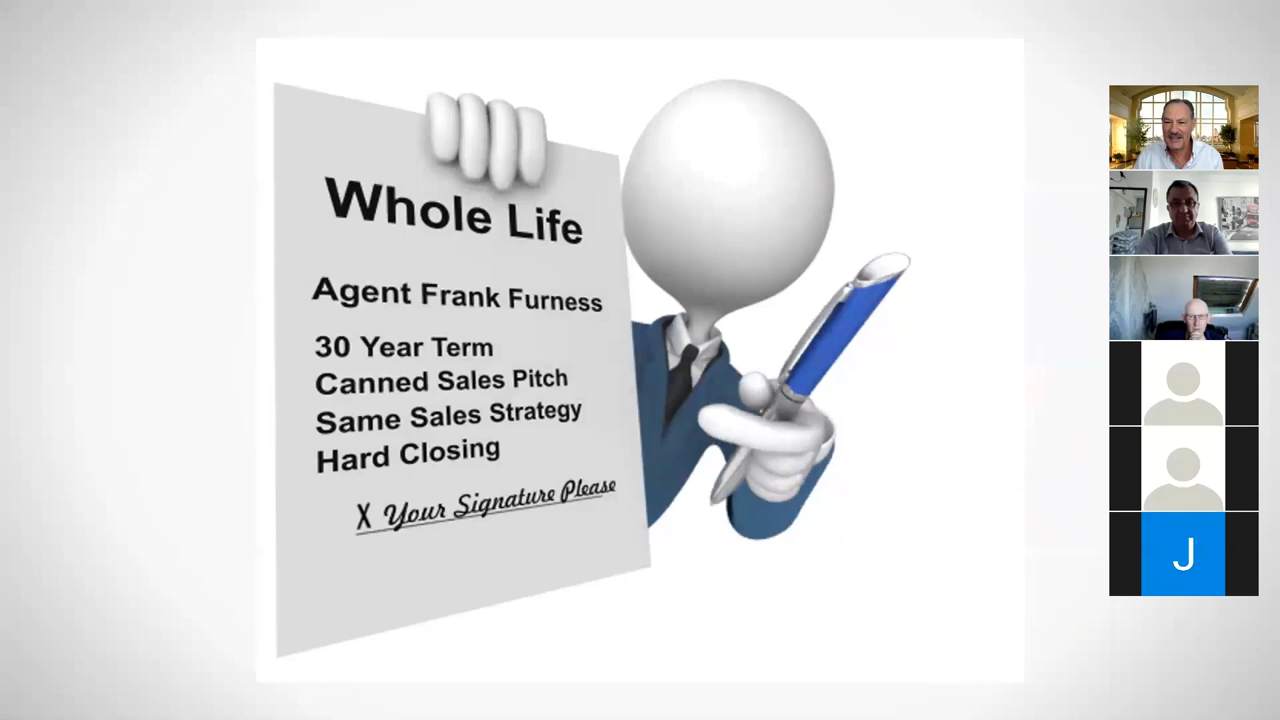 Whole Life
Agent Frank Furness
30 Year Term
Canned Sales Pitch
Same Sales Strategy
Hard Closing
X Your Signature Please
J